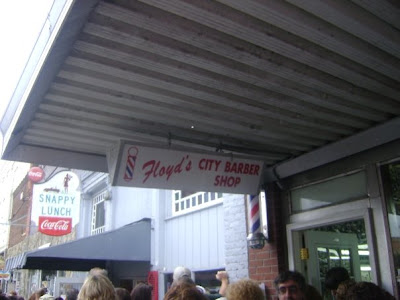 Floyd's CITY BARBER
SHOP
SNAPPY
LUNCH
Coca-Cola